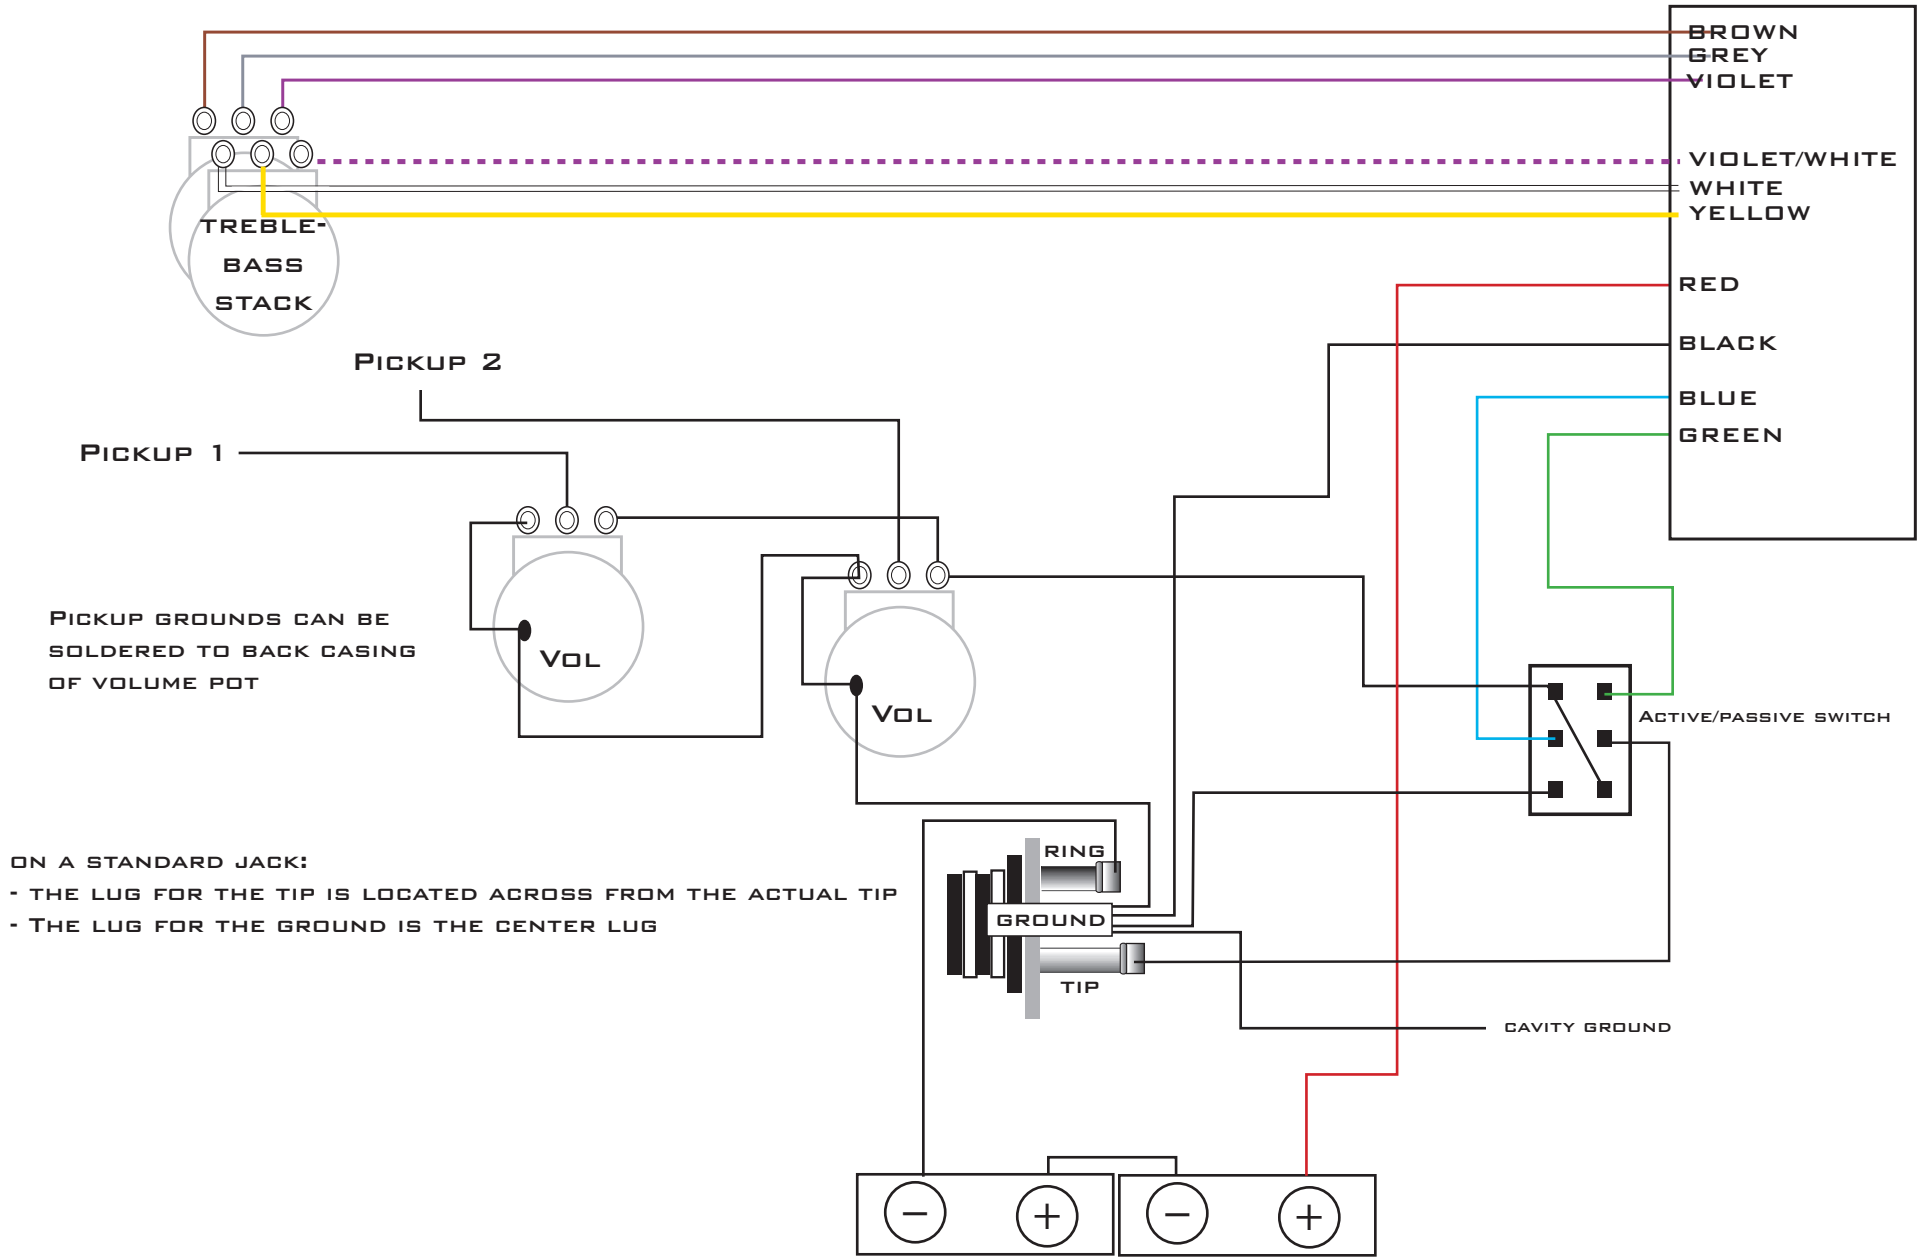 BROWN
GREY
VIOLET
VIOLET/WHITE
WHITE
YELLOW
TREBLE-
BASS
STACK
RED
BLACK
PICKUP 2
BLUE
GREEN
PICKUP 1
PICKUP GROUNDS CAN BE
SOLDERED TO BACK CASING
OF VOLUME POT
VOL
VOL
ACTIVE/PASSIVE SWITCH
ON A STANDARD JACK:
- THE LUG FOR THE TIP IS LOCATED ACROSS FROM THE ACTUAL TIP
- THE LUG FOR THE GROUND IS THE CENTER LUG
RING
GROUND
TIP
CAVITY GROUND
− + − +